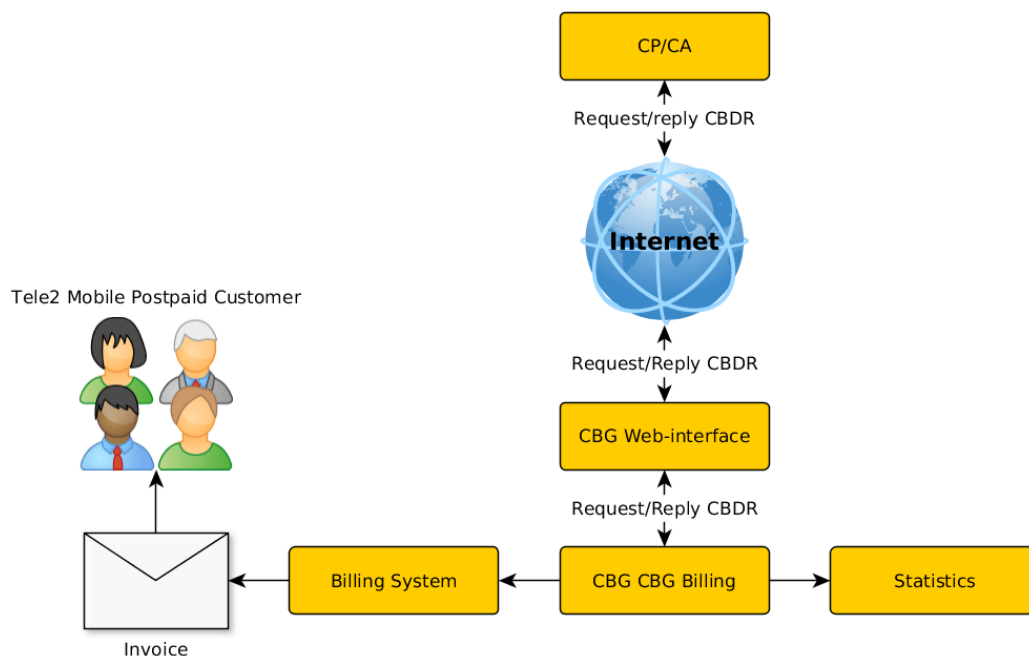 CP/CA
Request/reply CBDR
Internet
Tele2 Mobile Postpaid Customer
Request/Reply CBDR
CBG Web-interface
Request/Reply CBDR
Billing System
CBG CBG Billing
Statistics
Invoice